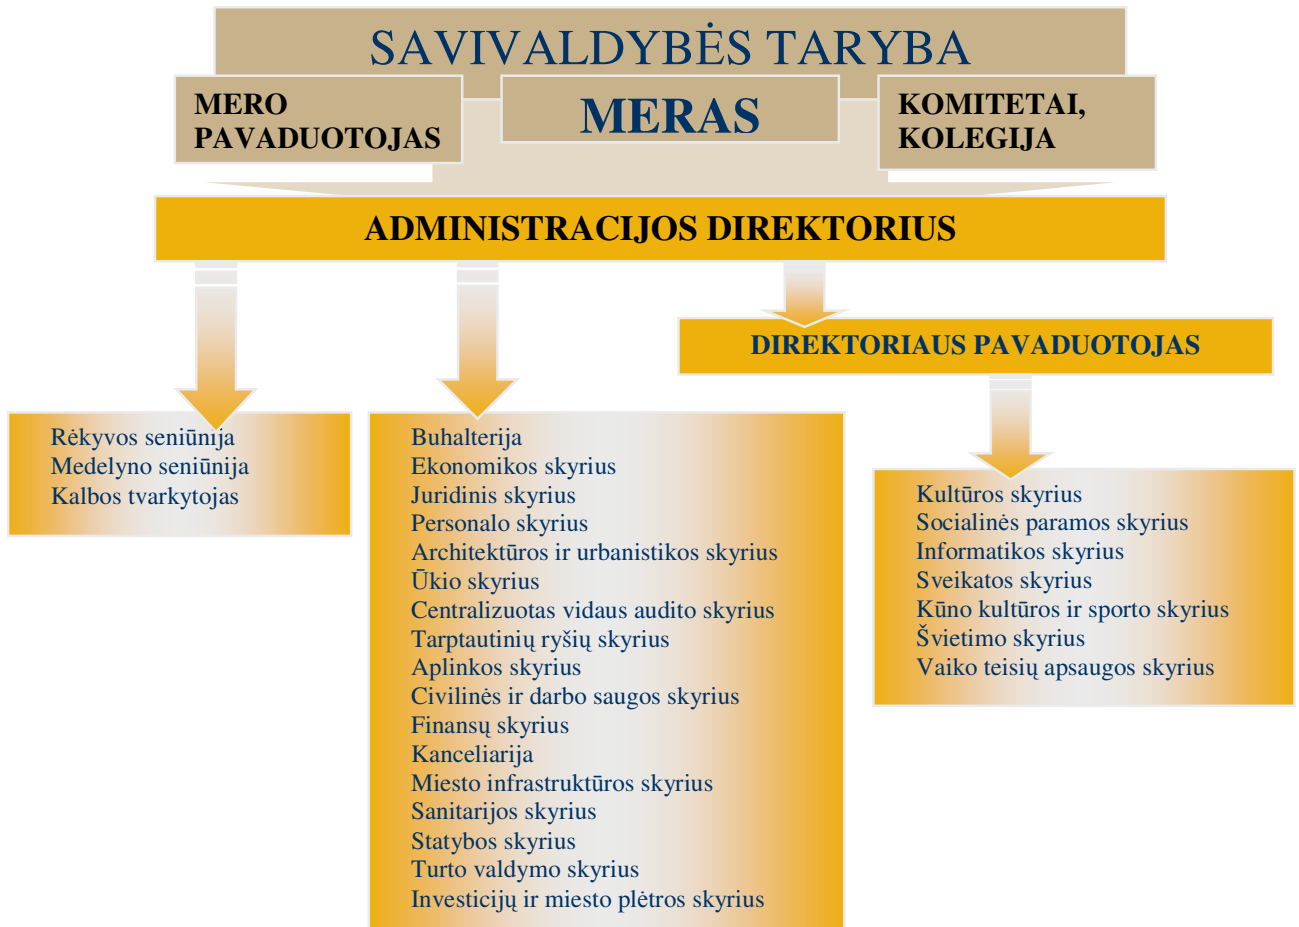 SAVIVALDYBĖS TARYBA
MERO
PAVADUOTOJAS
MERAS
KOMITETAI,
KOLEGIJA
ADMINISTRACIJOS DIREKTORIUS
DIREKTORIAUS PAVADUOTOJAS
Rėkyvos seniūnija
Medelyno seniūnija
Kalbos tvarkytojas
Buhalterija
Ekonomikos skyrius
Juridinis skyrius
Personalo skyrius
Architektūros ir urbanistikos skyrius
Ūkio skyrius
Centralizuotas vidaus audito skyrius
Tarptautinių ryšių skyrius
Aplinkos skyrius
Civilinės ir darbo saugos skyrius
Finansų skyrius
Kanceliarija
Miesto infrastruktūros skyrius
Sanitarijos skyrius
Statybos skyrius
Turto valdymo skyrius
Investicijų ir miesto plėtros skyrius
Kultūros skyrius
Socialinės paramos skyrius
Informatikos skyrius
Sveikatos skyrius
Kūno kultūros ir sporto skyrius
Švietimo skyrius
Vaiko teisių apsaugos skyrius